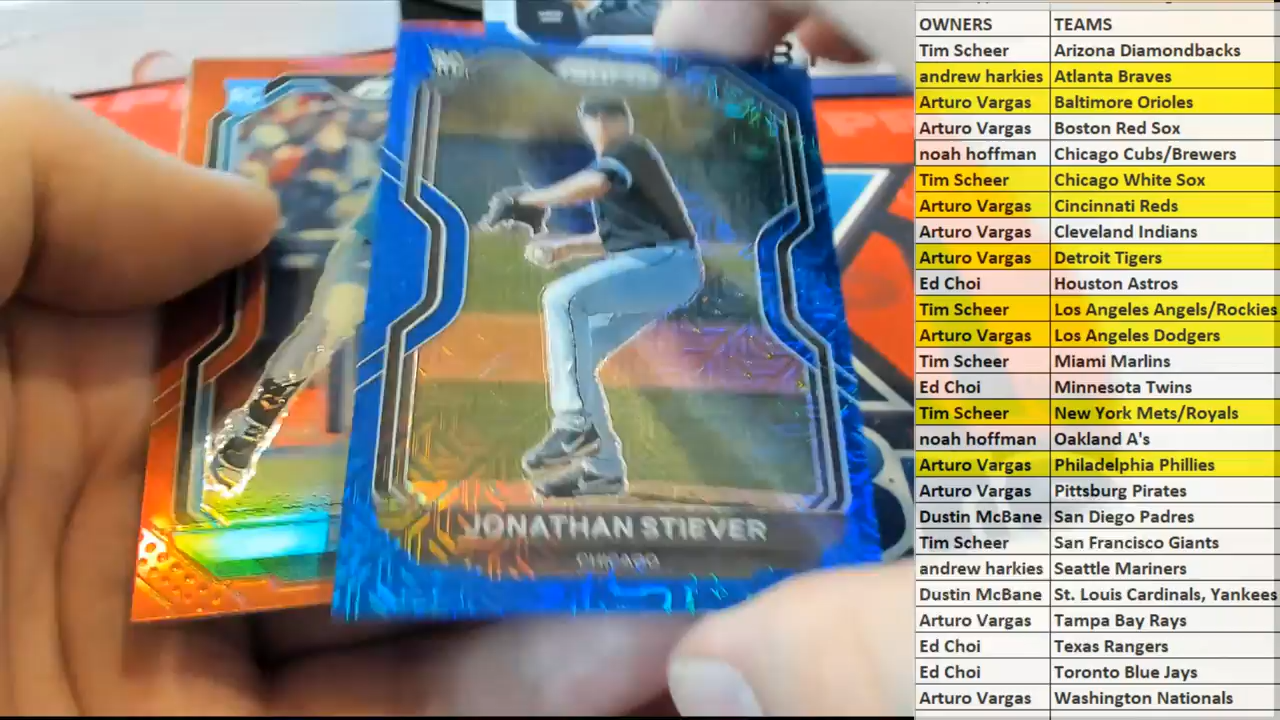 JONATHAN STIEVER
CHICAGO
OWNERS TEAMS
Tim Scheer Arizona Diamondbacks
andrew harkies Atlanta Braves
Arturo Vargas Baltimore Orioles
Arturo Vargas Boston Red Sox
noah hoffman Chicago Cubs/Brewers
Tim Scheer Chicago White Sox
Arturo Vargas Cincinnati Reds
Arturo Vargas Cleveland Indians
Arturo Vargas Detroit Tigers
Ed Choi Houston Astros
Tim Scheer Los Angeles Angels/Rockies
Arturo Vargas Los Angeles Dodgers
Tim Scheer Miami Marlins
Ed Choi Minnesota Twins
Tim Scheer New York Mets/Royals
noah hoffman Oakland A's
Arturo Vargas Philadelphia Phillies
Arturo Vargas Pittsburg Pirates
Dustin McBane San Diego Padres
Tim Scheer San Francisco Giants
andrew harkies Seattle Mariners
Dustin McBane St. Louis Cardinals, Yankees
Arturo Vargas Tampa Bay Rays
Ed Choi Texas Rangers
Ed Choi Toronto Blue Jays
Arturo Vargas Washington Nationals